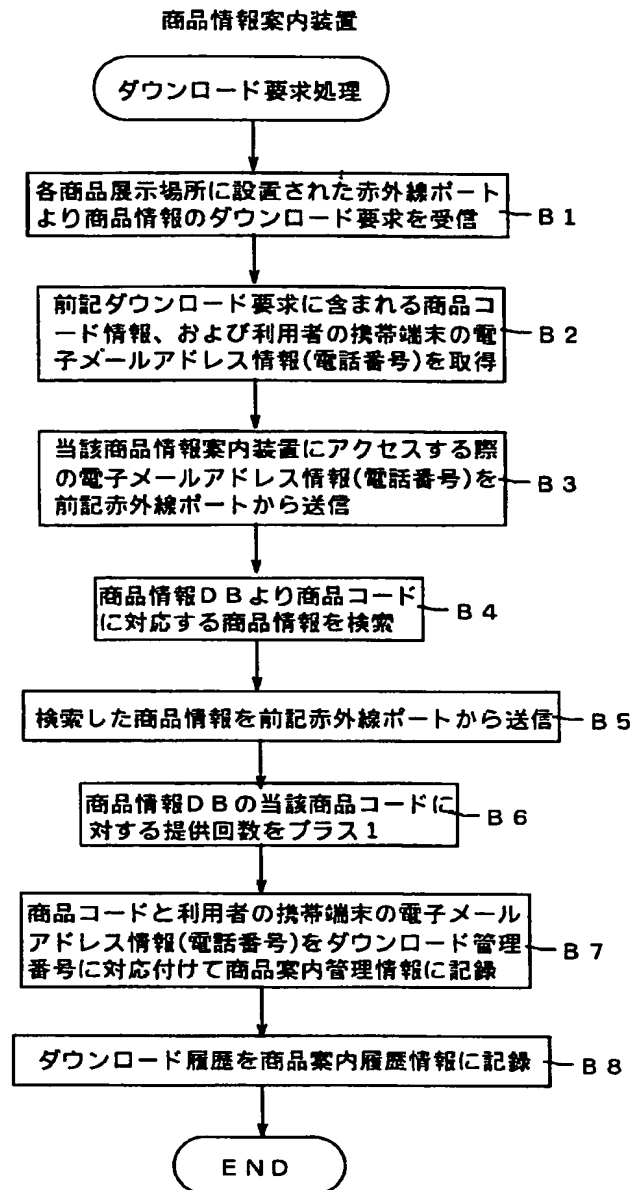 商品情報案内装置
ダウンロード要求処理
各商品展示場所に設置された赤外線ポート
より商品情報のダウンロード要求を受信
B1
前記ダウンロード要求に含まれる商品コ
ード情報、および利用者の携帯端末の電
子メールアドレス情報(電話番号)を取得
B2
当該商品情報案内装置にアクセスする際
の電子メールアドレス情報(電話番号)を
前記赤外線ポートから送信
B3
商品情報DBより商品コード
に対応する商品情報を検索
B4
検索した商品情報を前記赤外線ポートから送信
B5
商品情報DBの当該商品コードに
対する提供回数をプラス1
B6
商品コードと利用者の携帯端末の電子メール
アドレス情報(電話番号)をダウンロード管理
番号に対応付けて商品案内管理情報に記録
B7
ダウンロード履歴を商品案内履歴情報に記録
B8
END